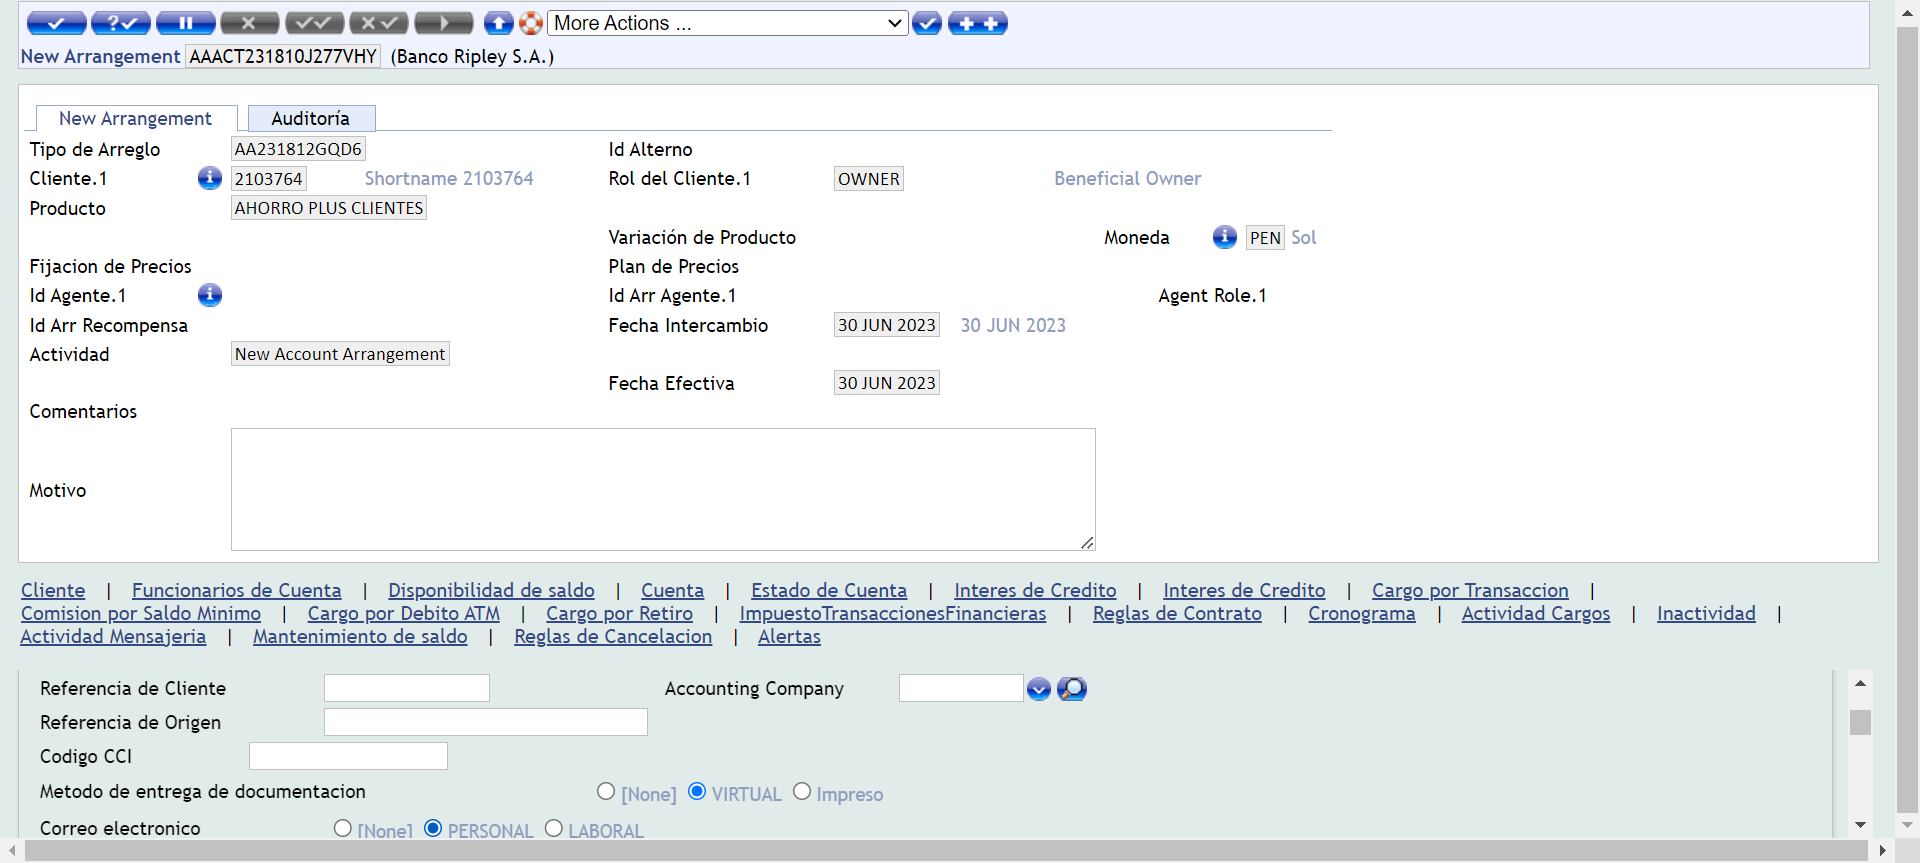 More Actions ...
New Arrangement AAACT231810J277VHY (Banco Ripley S.A.)
New Arrangement Auditoría
Tipo de Arreglo AA231812GQD6 Id Alterno
Cliente.1 2103764 Shortname 2103764 Rol del Cliente.1 OWNER Beneficial Owner
Producto AHORRO PLUS CLIENTES
Variación de Producto Moneda PEN Sol
Fijacion de Precios Plan de Precios
Id Agente.1 Id Arr Agente.1 Agent Role.1
Id Arr Recompensa Fecha Intercambio 30 JUN 2023 30 JUN 2023
Actividad New Account Arrangement
Fecha Efectiva 30 JUN 2023
Comentarios
Motivo
Cliente | Funcionarios de Cuenta | Disponibilidad de saldo | Cuenta | Estado de Cuenta | Interes de Credito | Interes de Credito | Cargo por Transaccion |
Comision por Saldo Minimo | Cargo por Debito ATM | Cargo por Retiro | ImpuestoTransaccionesFinancieras | Reglas de Contrato | Cronograma | Actividad Cargos | Inactividad |
Actividad Mensajeria | Mantenimiento de saldo | Reglas de Cancelacion | Alertas
Referencia de Cliente Accounting Company
Referencia de Origen
Codigo CCI
Metodo de entrega de documentacion [None] VIRTUAL Impreso
Correo electronico [None] PERSONAL LABORAL